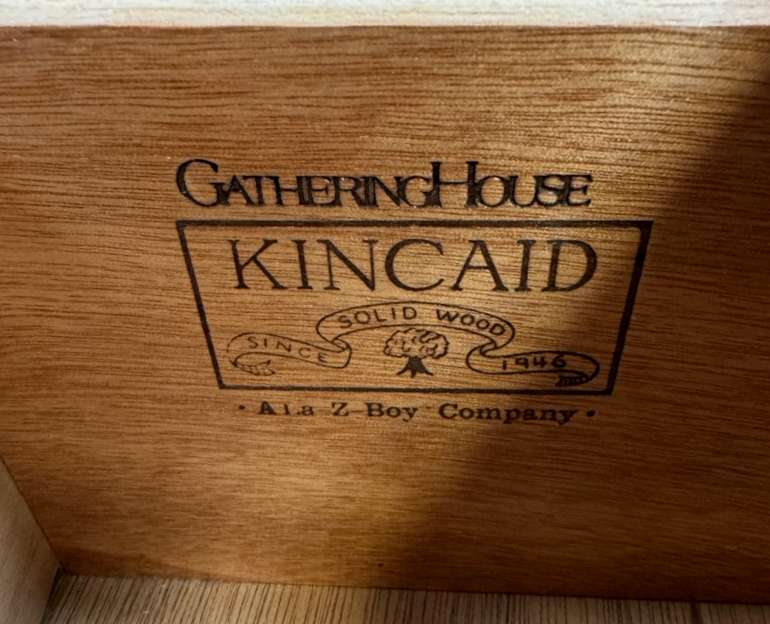 GATHERINGHOUSE
KINCAID
SOLID WOOD
SINCE 1946
· A La Z Boy Company ·